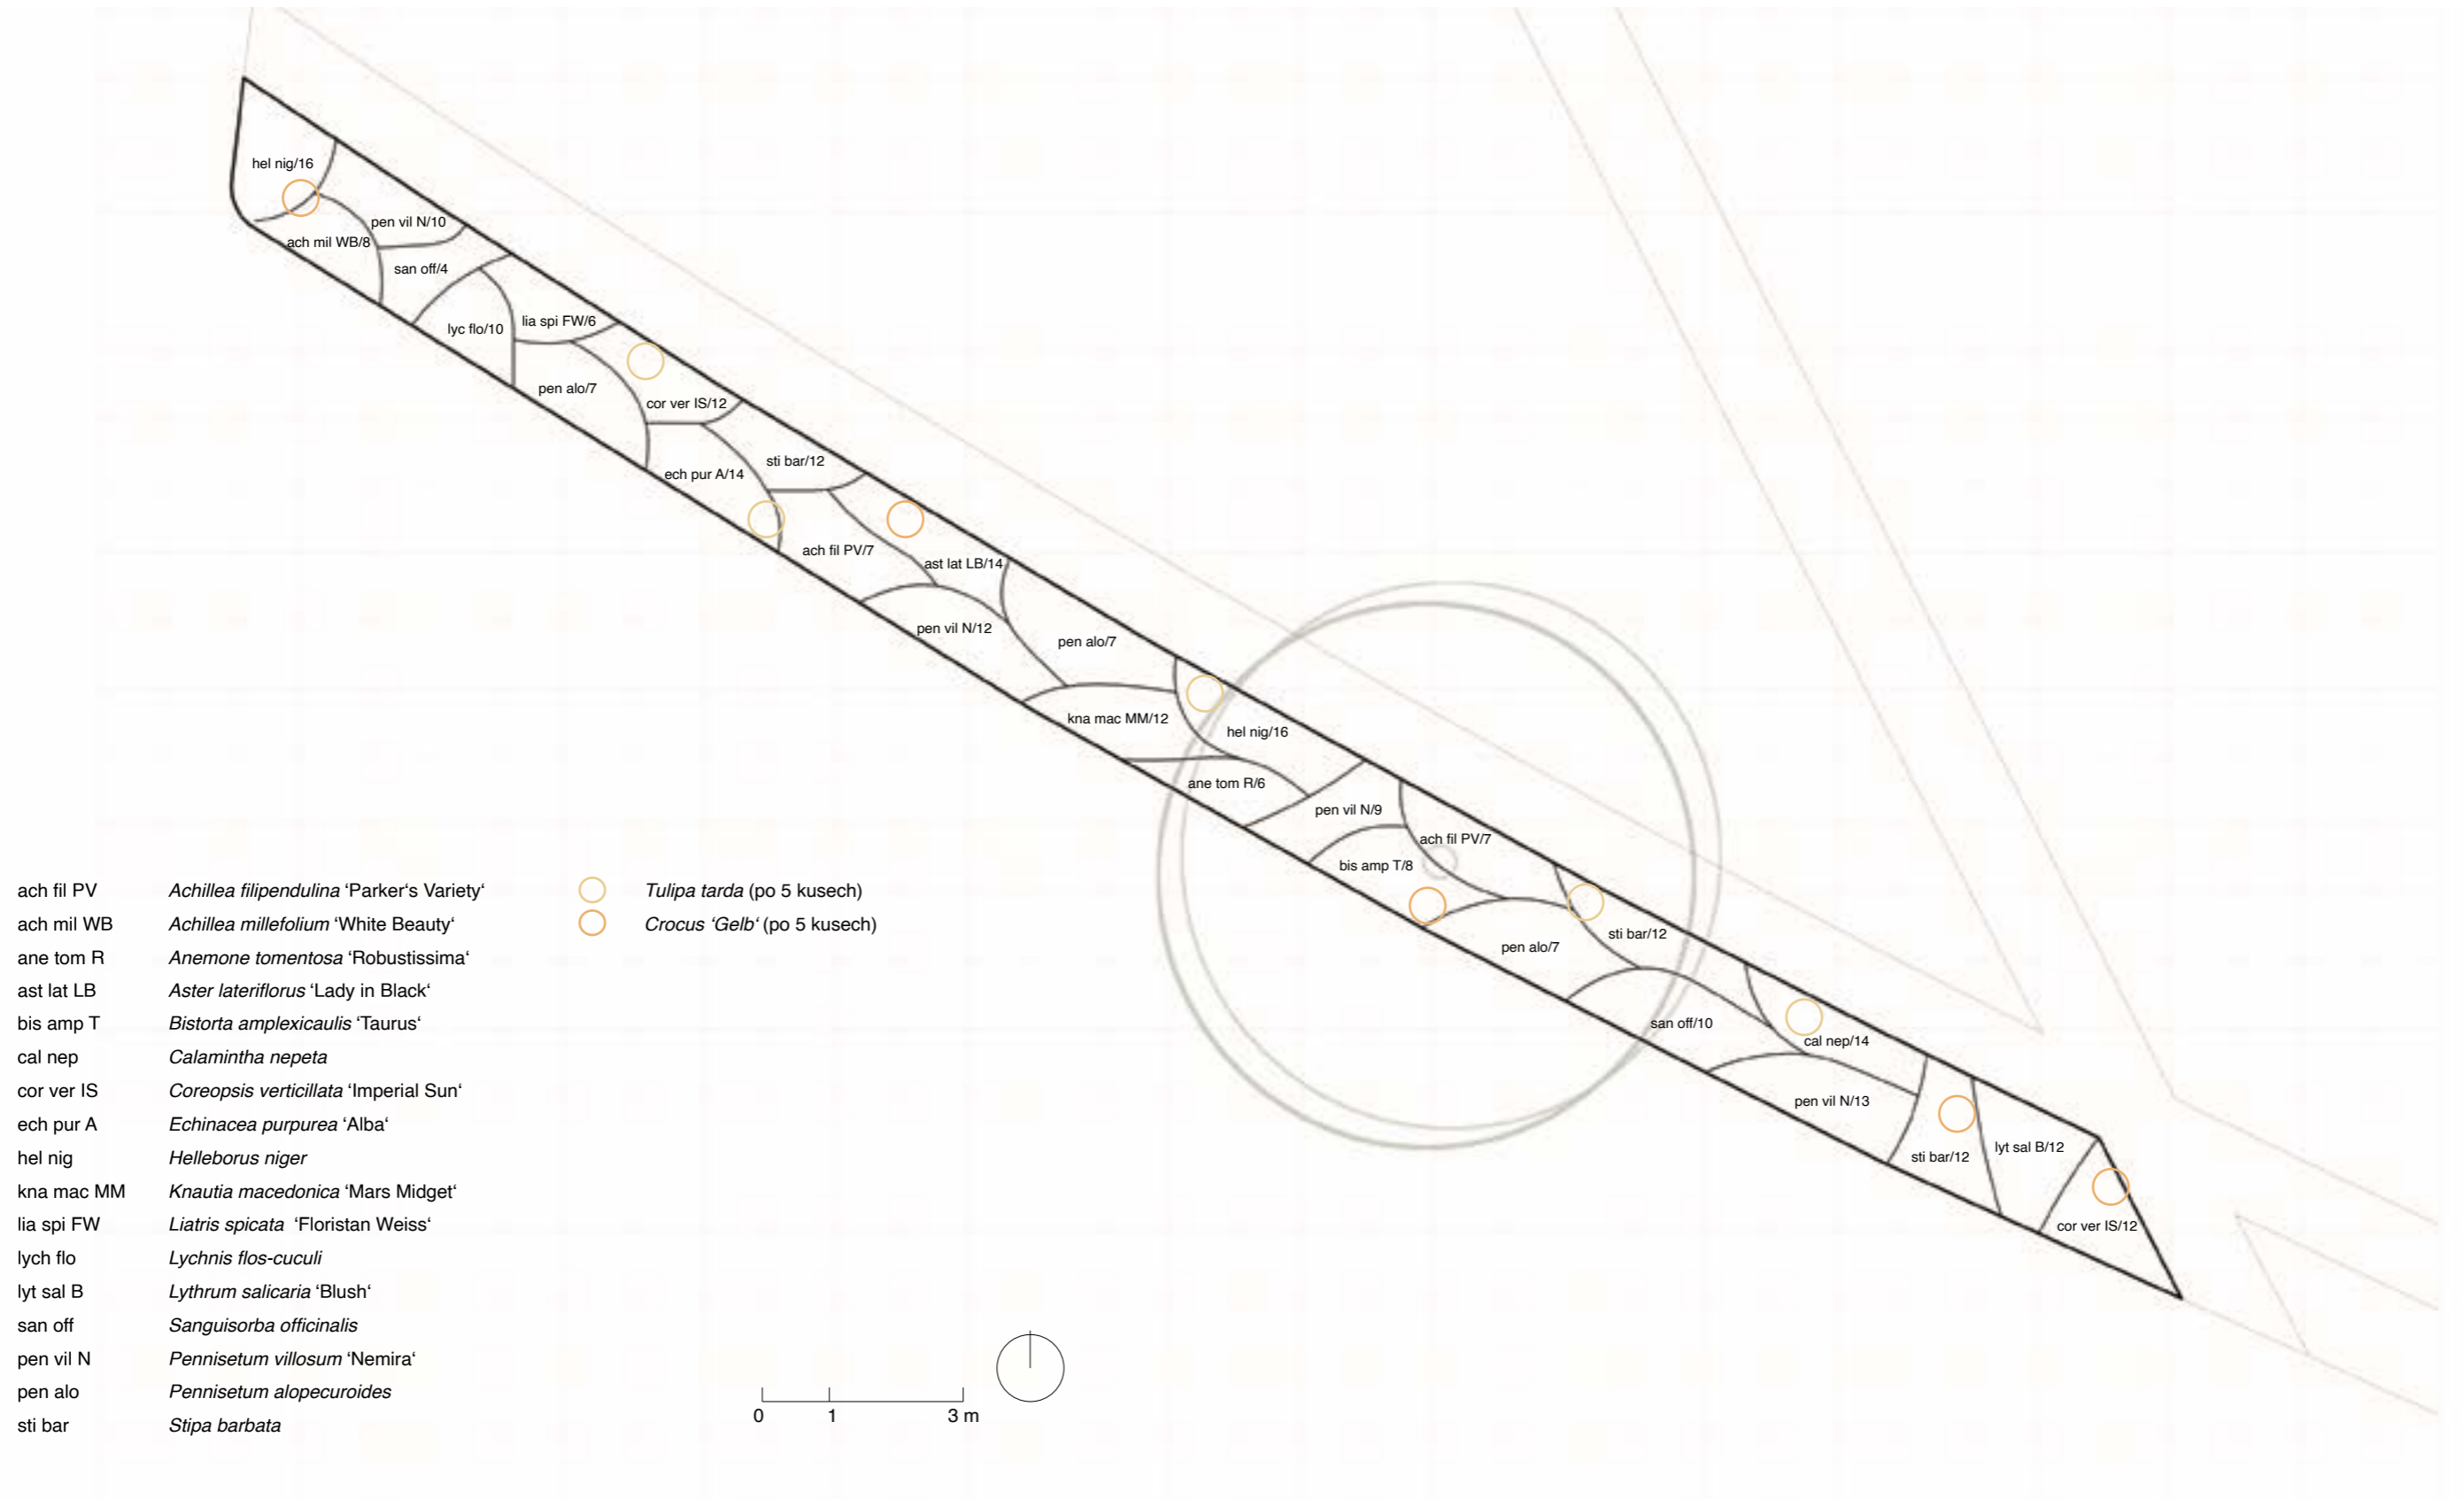 hel nig/16
pen vil N/10
ach mil WB/8
san off/4
lia spi FW/6
lyc flo/10
pen alo/7
cor ver IS/12
sti bar/12
ech pur A/14
ach fil PV/7
ast lat LB/14
pen vil N/12
pen alo/7
kna mac MM/12
hel nig/16
ane tom R/6
pen vil N/9
ach fil PV/7
bis amp T/8
sti bar/12
pen alo/7
san off/10
cal nep/14
pen vil N/13
lyt sal B/12
sti bar/12
cor ver IS/12
ach fil PV Achillea filipendulina ‘Parker‘s Variety‘
ach mil WB Achillea millefolium ‘White Beauty‘
ane tom R Anemone tomentosa ‘Robustissima‘
ast lat LB Aster lateriflorus ‘Lady in Black‘
bis amp T Bistorta amplexicaulis ‘Taurus‘
cal nep Calamintha nepeta
cor ver IS Coreopsis verticillata ‘Imperial Sun‘
ech pur A Echinacea purpurea ‘Alba‘
hel nig Helleborus niger
kna mac MM Knautia macedonica ‘Mars Midget‘
lia spi FW Liatris spicata ‘Floristan Weiss‘
lych flo Lychnis flos-cuculi
lyt sal B Lythrum salicaria ‘Blush‘
san off Sanguisorba officinalis
pen vil N Pennisetum villosum ‘Nemira‘
pen alo Pennisetum alopecuroides
sti bar Stipa barbata
Tulipa tarda (po 5 kusech)
Crocus ‘Gelb‘ (po 5 kusech)
0 1 3 m